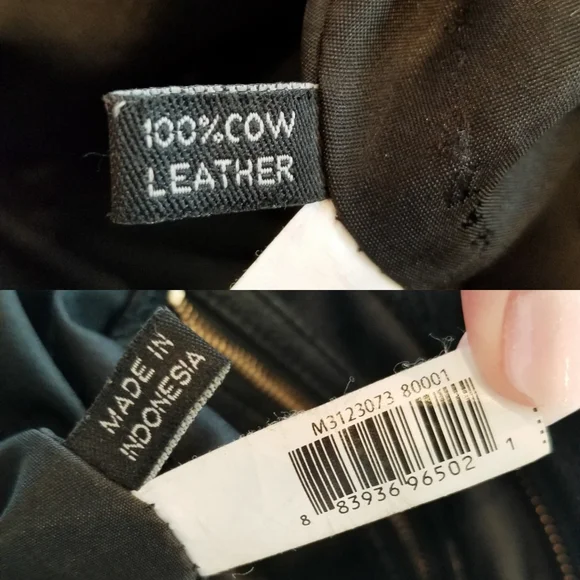 100%COW
LEATHER
MADE IN
INDONESIA
M3123073 80001
8 83936 96502 1